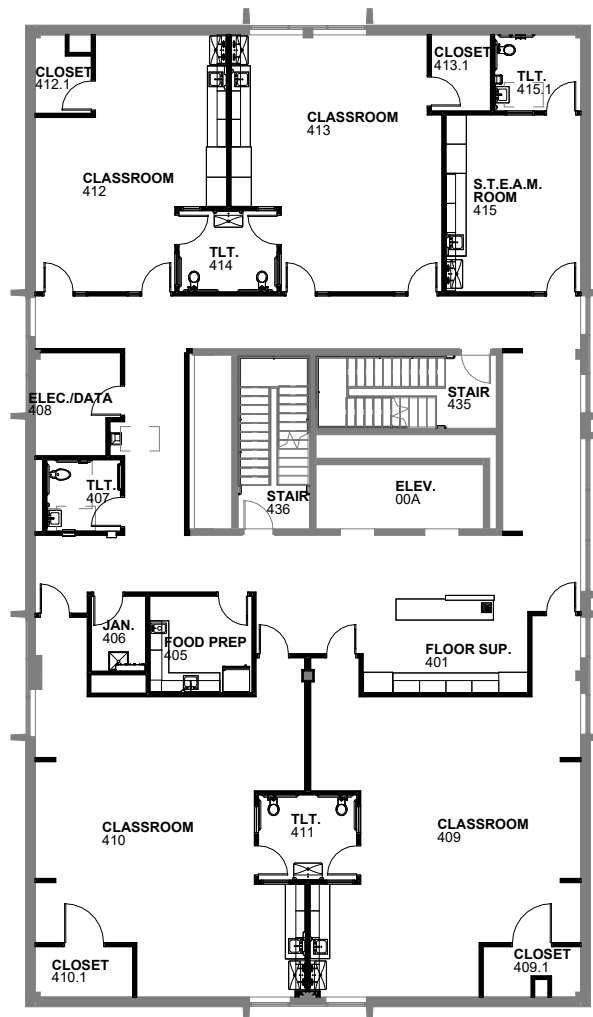 CLOSET
412.1
CLOSET
413.1
TLT.
415.1
CLASSROOM
413
CLASSROOM
412
S.T.E.A.M.
ROOM
415
TLT.
414
STAIR
435
ELEC./DATA
408
TLT.
407
ELEV.
00A
STAIR
436
JAN.
406
FOOD PREP
405
FLOOR SUP.
401
CLASSROOM
410
TLT.
411
CLASSROOM
409
CLOSET
410.1
CLOSET
409.1